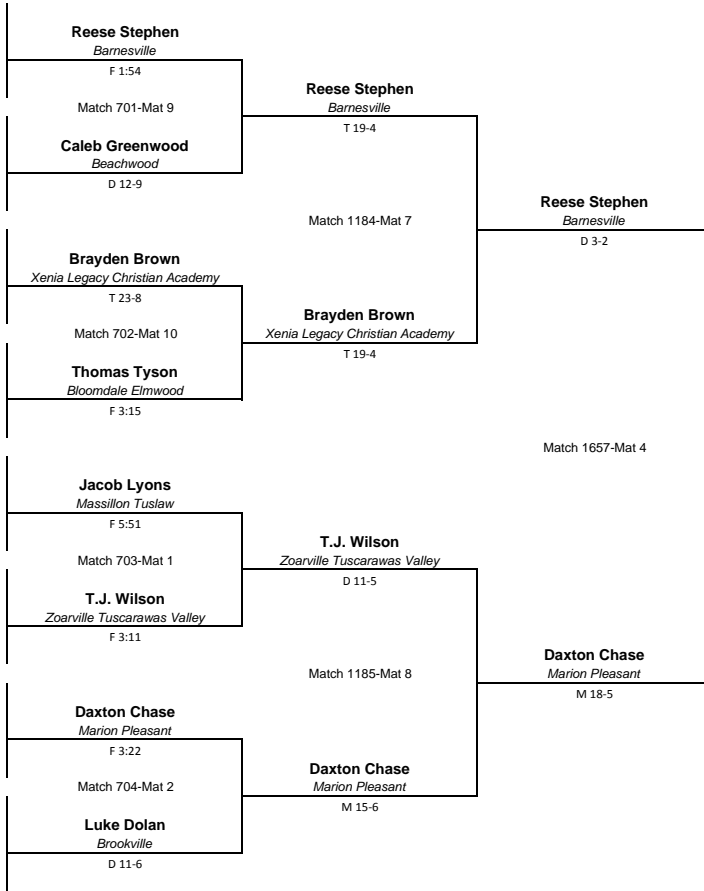 Reese Stephen
Barnesville
F 1:54
Match 701-Mat 9
Caleb Greenwood
Beachwood
D 12-9
Reese Stephen
Barnesville
T 19-4
Match 1184-Mat 7
Reese Stephen
Barnesville
D 3-2
Brayden Brown
Xenia Legacy Christian Academy
T 23-8
Match 702-Mat 10
Thomas Tyson
Bloomdale Elmwood
F 3:15
Brayden Brown
Xenia Legacy Christian Academy
T 19-4
Match 1657-Mat 4
Jacob Lyons
Massillon Tuslaw
F 5:51
Match 703-Mat 1
T.J. Wilson
Zoarville Tuscarawas Valley
F 3:11
T.J. Wilson
Zoarville Tuscarawas Valley
D 11-5
Match 1185-Mat 8
Daxton Chase
Marion Pleasant
M 18-5
Daxton Chase
Marion Pleasant
F 3:22
Match 704-Mat 2
Luke Dolan
Brookville
D 11-6
Daxton Chase
Marion Pleasant
M 15-6